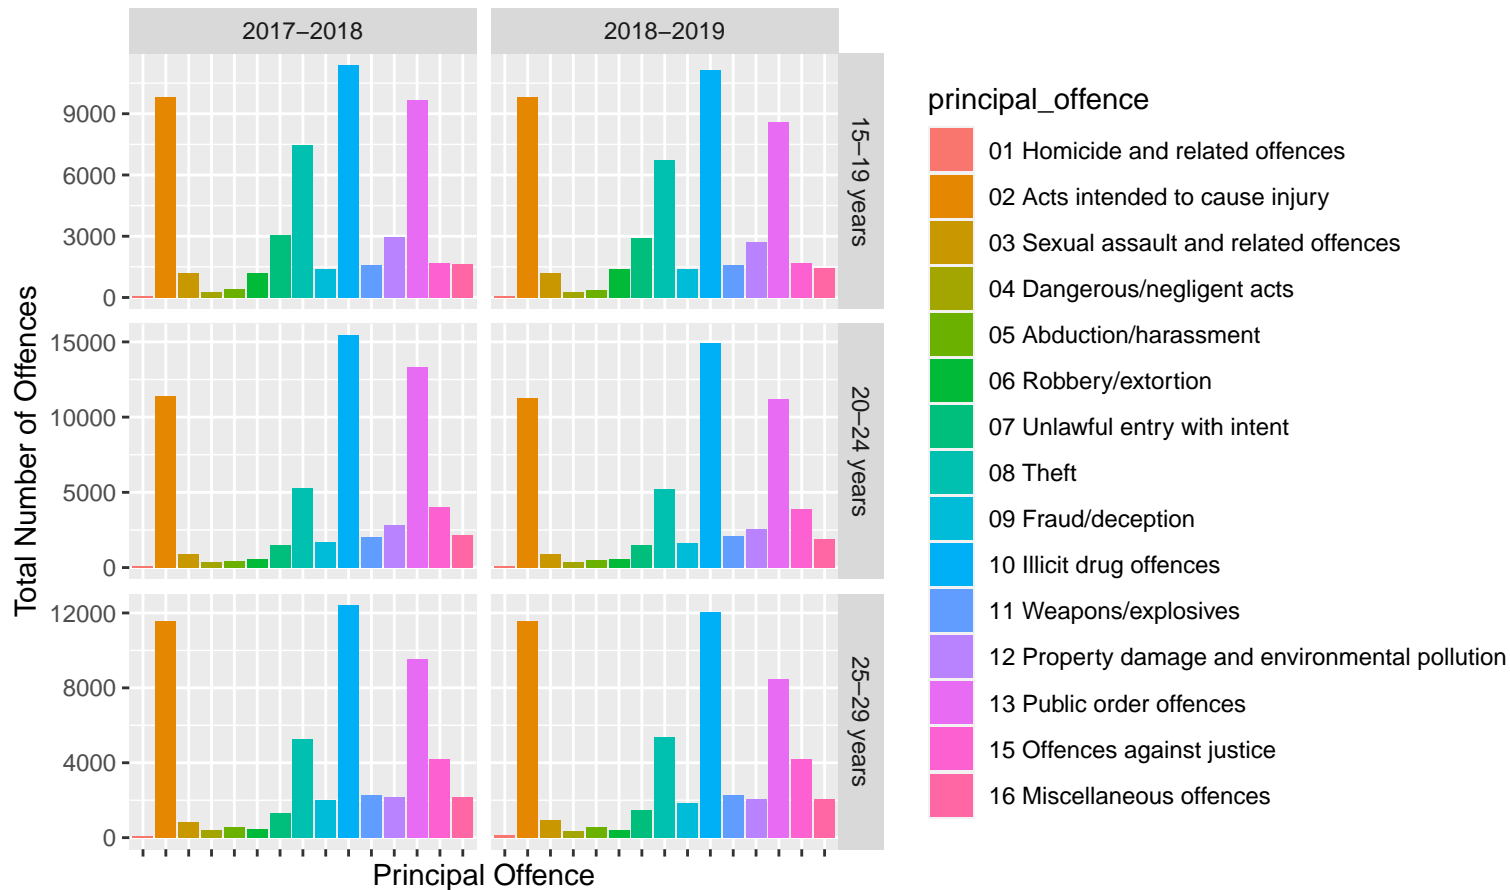 2017–2018
2018–2019
Total Number of Offences
9000
6000
3000
0
15–19 years
15000
10000
5000
0
20–24 years
12000
8000
4000
0
25–29 years
Principal Offence
principal_offence
01 Homicide and related offences
02 Acts intended to cause injury
03 Sexual assault and related offences
04 Dangerous/negligent acts
05 Abduction/harassment
06 Robbery/extortion
07 Unlawful entry with intent
08 Theft
09 Fraud/deception
10 Illicit drug offences
11 Weapons/explosives
12 Property damage and environmental pollution
13 Public order offences
15 Offences against justice
16 Miscellaneous offences